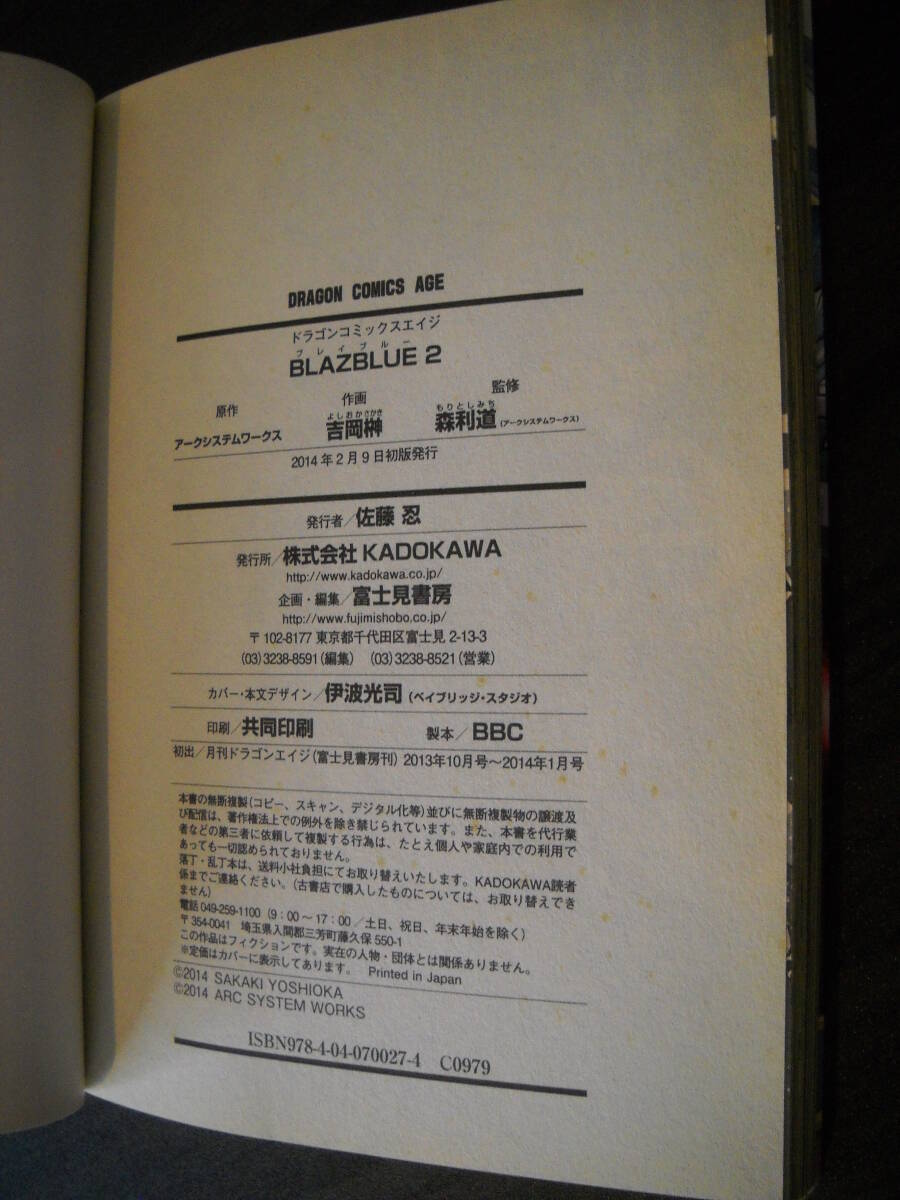 DRAGON COMICS AGE
ドラゴンコミックスエイジ
ブレイブルー
BLAZBLUE 2
原作
アークシステムワークス
作画
よしおかさかき
吉岡榊
監修
もりとしみち
森利道(アークシステムワークス)
2014年2月9日初版発行
発行者/佐藤 忍
発行所/株式会社KADOKAWA
http://www.kadokawa.co.jp/
企画・編集/富士見書房
http://www.fujimishobo.co.jp/
〒102-8177 東京都千代田区富士見 2-13-3
(03)3238-8591(編集) (03)3238-8521(営業)
カバー・本文デザイン/伊波光司(ベイブリッジ・スタジオ)
印刷/共同印刷 製本/BBC
初出/月刊ドラゴンエイジ(富士見書房刊)2013年10月号〜2014年1月号
本書の無断複製(コピー、スキャン、デジタル化等)並びに無断複製物の譲渡及
び配信は、著作権法上での例外を除き禁じられています。また、本書を代行業
者などの第三者に依頼して複製する行為は、たとえ個人や家庭内での利用で
あっても一切認められておりません。
落丁・乱丁本は、送料小社負担にてお取り替えいたします。KADOKAWA読者
係までご連絡ください。(古書店で購入したものについては、お取り替えでき
ません)
電話 049-259-1100(9:00〜17:00/土日、祝日、年末年始を除く)
〒354-0041 埼玉県入間郡三芳町藤久保 550-1
この作品はフィクションです。実在の人物・団体とは関係ありません。
※定価はカバーに表示してあります。 Printed in Japan
©2014 SAKAKI YOSHIOKA
©2014 ARC SYSTEM WORKS
ISBN978-4-04-070027-4 C0979